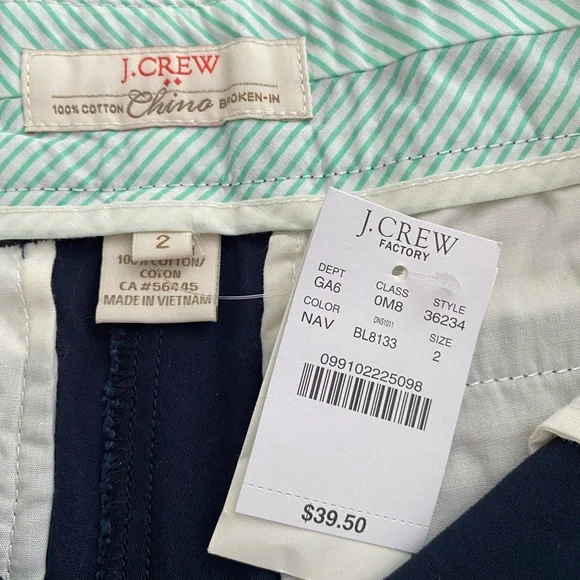 J.CREW
100% COTTON Chino BROKEN-IN
2
100% COTTON/
COTON
CA #56445
MADE IN VIETNAM
J.CREW
FACTORY
DEPT CLASS STYLE
GA6 0M8 36234
COLOR DNS1011 SIZE
NAV BL8133 2
099102225098
$39.50